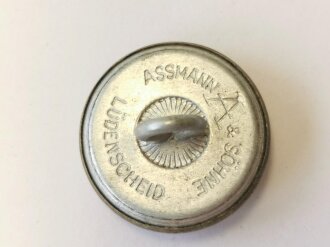 ASSMANN A & SÖHNE
LÜDENSCHEID